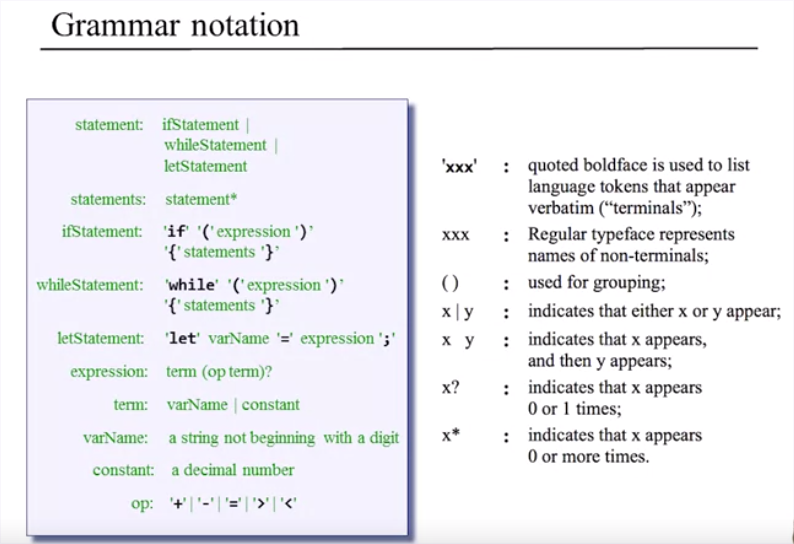 Grammar notation
statement: ifStatement |
whileStatement |
letStatement
statements: statement*
ifStatement: 'if' '(' expression ')'
'{' statements '}'
whileStatement: 'while' '(' expression ')'
'{' statements '}'
letStatement: 'let' varName '=' expression ';'
expression: term (op term)?
term: varName | constant
varName: a string not beginning with a digit
constant: a decimal number
op: '+' | '-' | '=' | '>' | '<'
'xxx' : quoted boldface is used to list
language tokens that appear
verbatim (“terminals”);
xxx : Regular typeface represents
names of non-terminals;
() : used for grouping;
x | y : indicates that either x or y appear;
x y : indicates that x appears,
and then y appears;
x? : indicates that x appears
0 or 1 times;
x* : indicates that x appears
0 or more times.